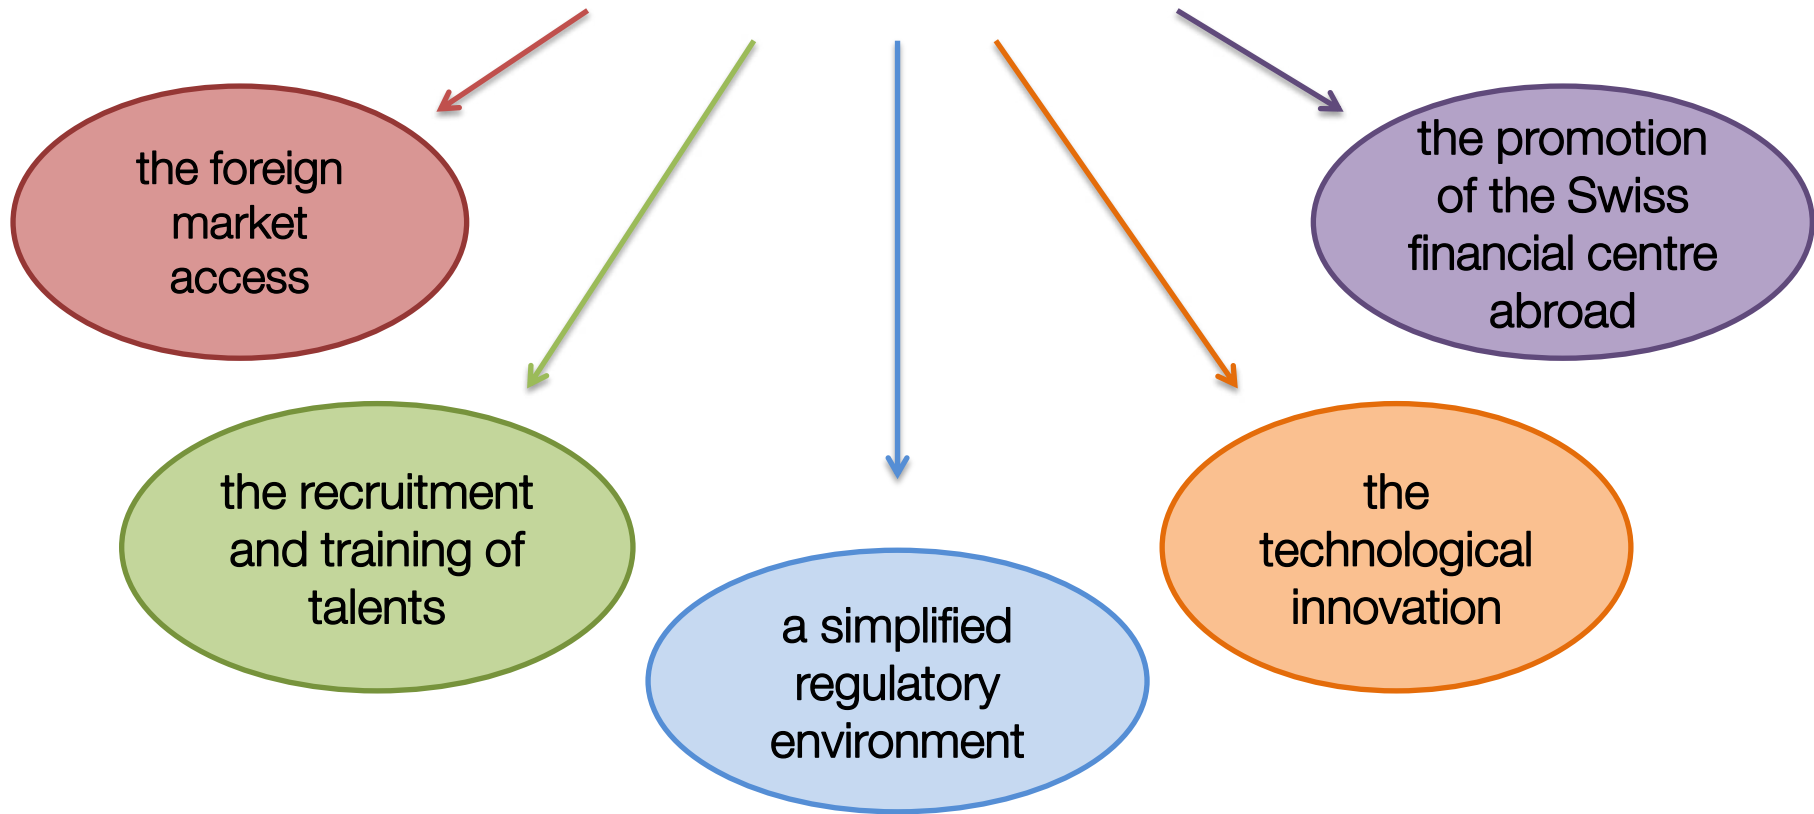 the foreign
market
access
the recruitment
and training of
talents
a simplified
regulatory
environment
the
technological
innovation
the promotion
of the Swiss
financial centre
abroad